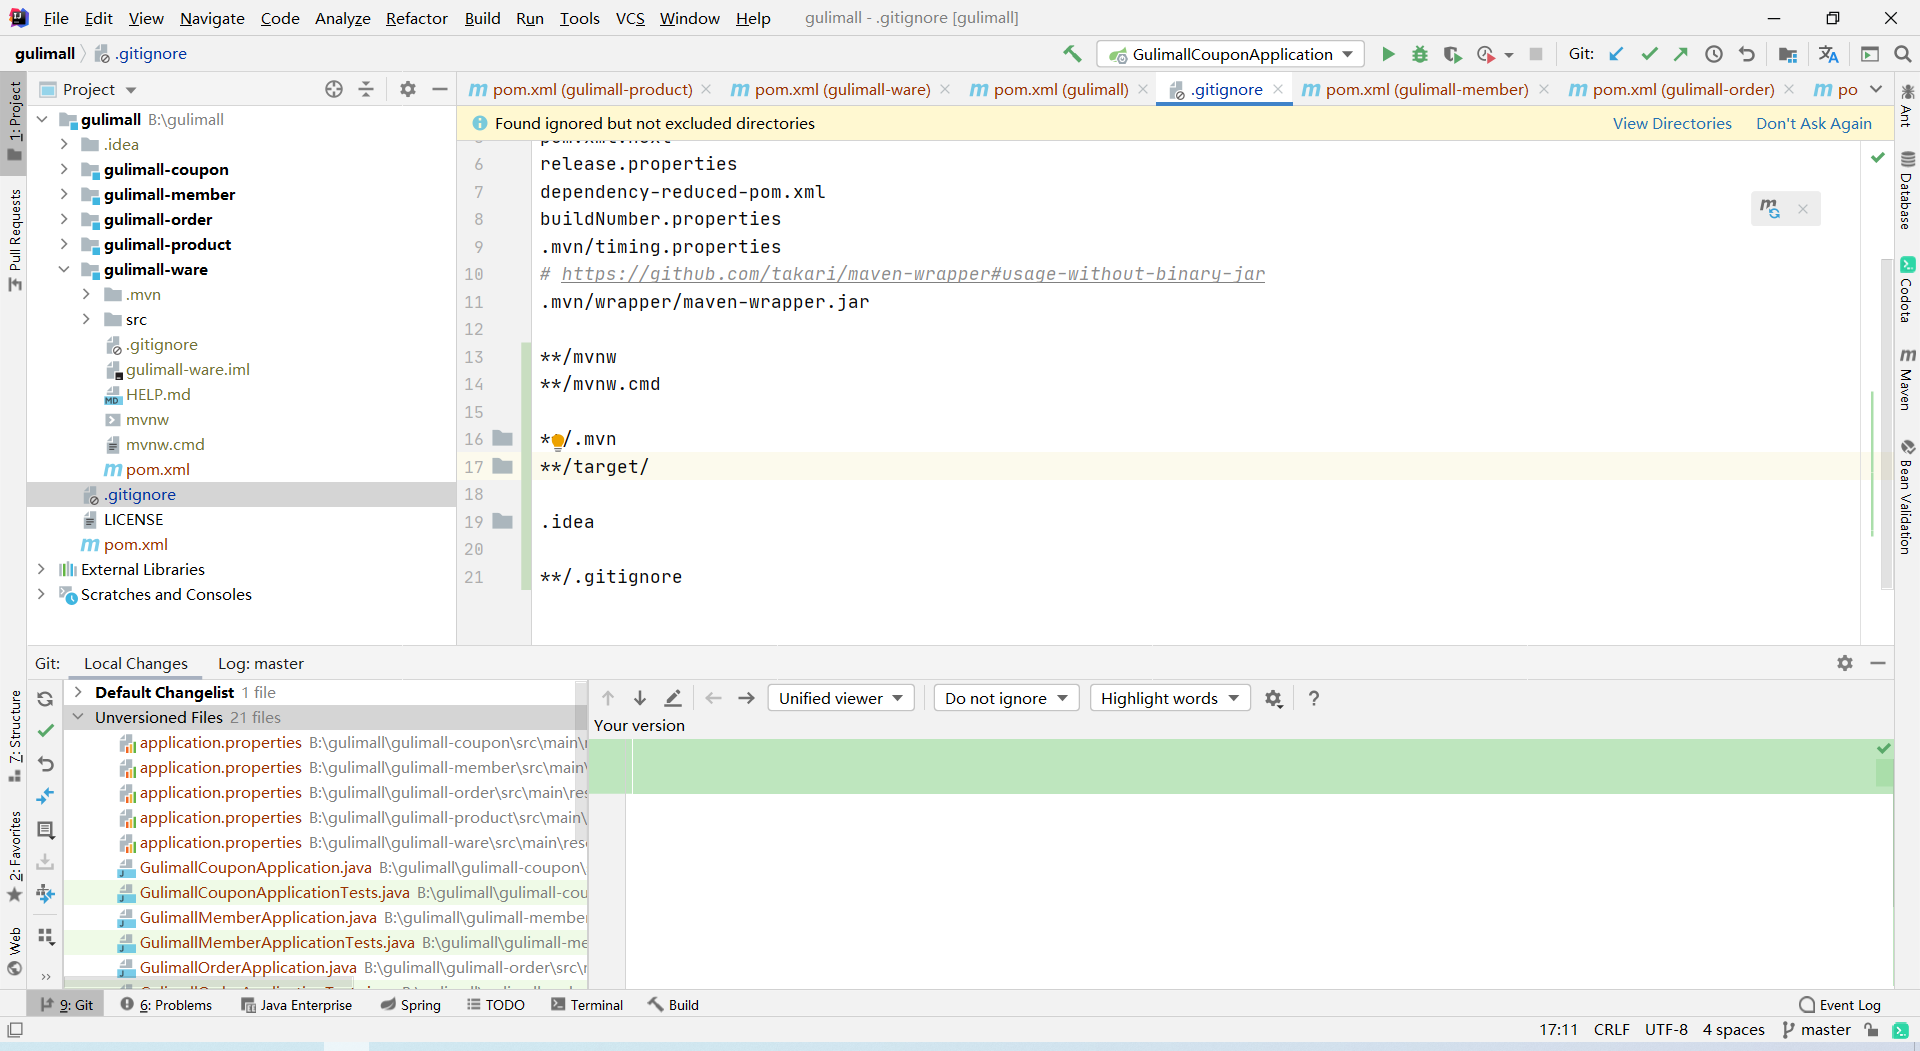 File Edit View Navigate Code Analyze Refactor Build Run Tools VCS Window Help gulimall - .gitignore [gulimall]
gulimall .gitignore GulimallCouponApplication Git:
Project
pom.xml (gulimall-product) pom.xml (gulimall-ware) pom.xml (gulimall) .gitignore pom.xml (gulimall-member) pom.xml (gulimall-order) po
1: Project
Pull Requests
7: Structure
2: Favorites
Web
gulimall B:\gulimall
.idea
gulimall-coupon
gulimall-member
gulimall-order
gulimall-product
gulimall-ware
.mvn
src
.gitignore
gulimall-ware.iml
HELP.md
mvnw
mvnw.cmd
pom.xml
.gitignore
LICENSE
pom.xml
External Libraries
Scratches and Consoles
Found ignored but not excluded directories View Directories Don't Ask Again
6 release.properties
7 dependency-reduced-pom.xml
8 buildNumber.properties
9 .mvn/timing.properties
10 # https://github.com/takari/maven-wrapper#usage-without-binary-jar
11 .mvn/wrapper/maven-wrapper.jar
12
13 **/mvnw
14 **/mvnw.cmd
15
16 */.mvn
17 **/target/
18
19 .idea
20
21 **/.gitignore
Ant
Database
Codota
Maven
Bean Validation
Git: Local Changes Log: master
Default Changelist 1 file
Unversioned Files 21 files
application.properties B:\gulimall\gulimall-coupon\src\main\r
application.properties B:\gulimall\gulimall-member\src\main\
application.properties B:\gulimall\gulimall-order\src\main\res
application.properties B:\gulimall\gulimall-product\src\main\
application.properties B:\gulimall\gulimall-ware\src\main\reso
GulimallCouponApplication.java B:\gulimall\gulimall-coupon\
GulimallCouponApplicationTests.java B:\gulimall\gulimall-cou
GulimallMemberApplication.java B:\gulimall\gulimall-membe
GulimallMemberApplicationTests.java B:\gulimall\gulimall-me
GulimallOrderApplication.java B:\gulimall\gulimall-order\src\r
Unified viewer Do not ignore Highlight words ?
Your version
9: Git 6: Problems Java Enterprise Spring TODO Terminal Build Event Log
17:11 CRLF UTF-8 4 spaces master